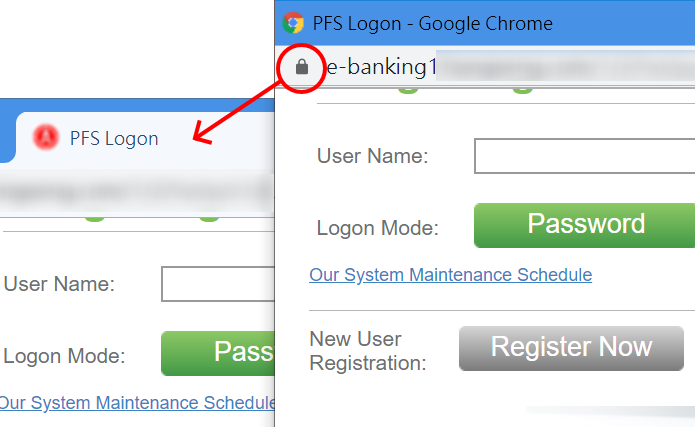 PFS Logon - Google Chrome
e-banking1
PFS Logon
User Name:
Logon Mode:
Password
Our System Maintenance Schedule
New User
Registration:
Register Now
User Name:
Logon Mode:
Pass
Our System Maintenance Schedule